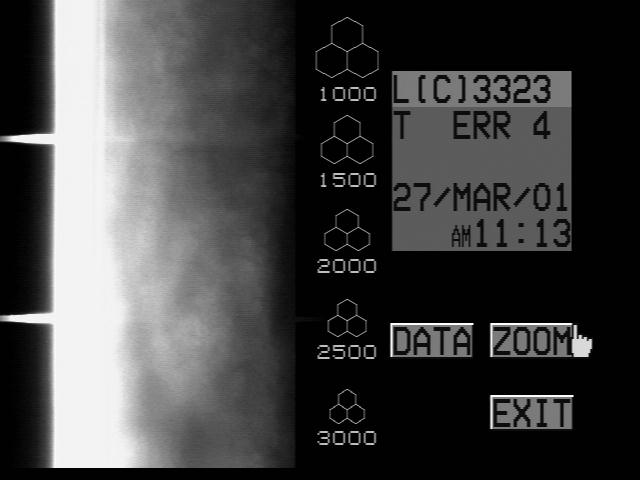 1000
1500
2000
2500
3000
L(C)3323
T ERR 4
27/MAR/01
AM11:13
DATA ZOOM
EXIT